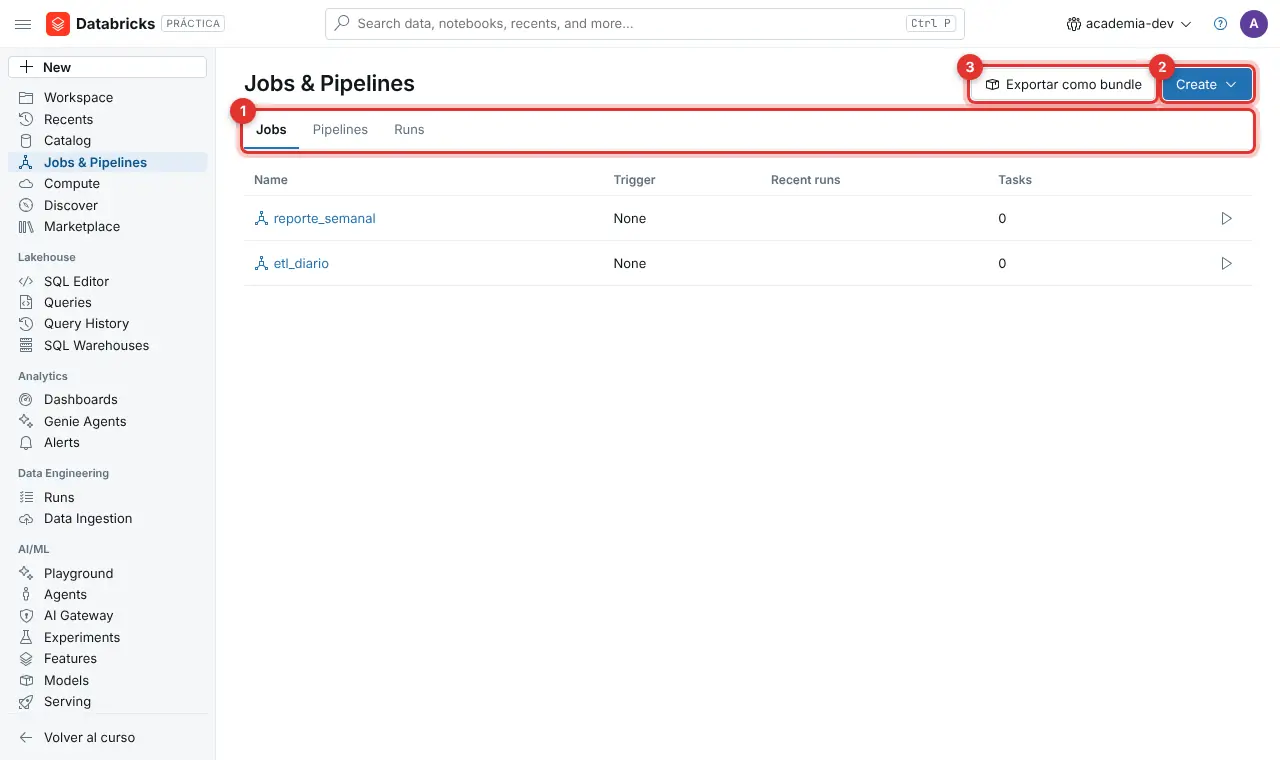 Databricks PRÁCTICA
Search data, notebooks, recents, and more... Ctrl P
academia-dev
? A
New
Workspace
Recents
Catalog
Jobs & Pipelines
Compute
Discover
Marketplace
Lakehouse
SQL Editor
Queries
Query History
SQL Warehouses
Analytics
Dashboards
Genie Agents
Alerts
Data Engineering
Runs
Data Ingestion
AI/ML
Playground
Agents
AI Gateway
Experiments
Features
Models
Serving
Volver al curso
Jobs & Pipelines
3 Exportar como bundle
2 Create
1 Jobs Pipelines Runs
Name Trigger Recent runs Tasks
reporte_semanal None 0
etl_diario None 0